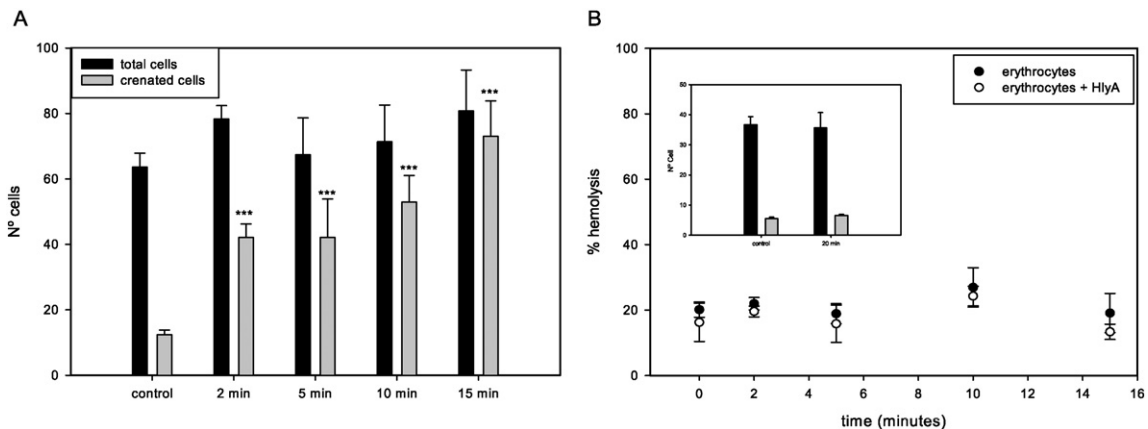 A
total cells
crenated cells
Nº cells
100
80
60
40
20
0
***
***
***
***
control 2 min 5 min 10 min 15 min
B
erythrocytes
erythrocytes + HlyA
% hemolysis
100
80
60
40
20
0
Nº Cell
50
40
30
20
10
0
control 20 min
0 2 4 6 8 10 12 14 16
time (minutes)